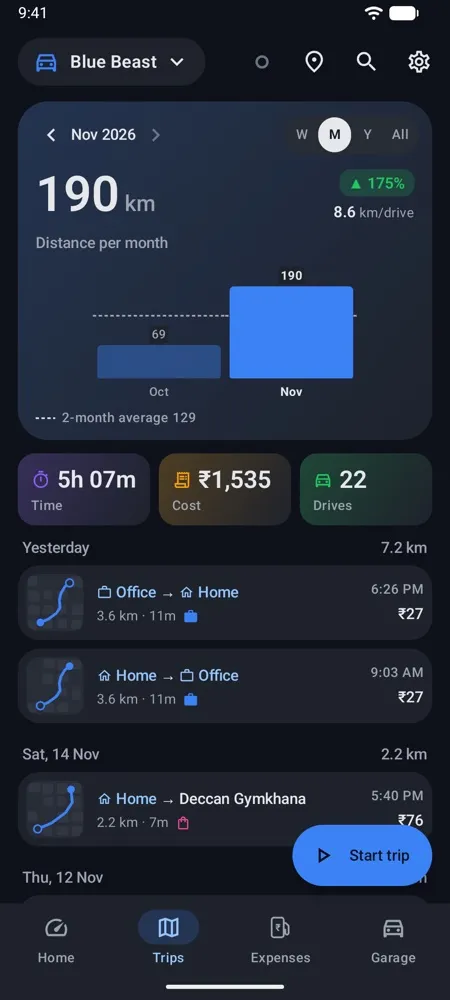 9:41
Blue Beast
Nov 2026
W M Y All
190 km
▲ 175%
8.6 km/drive
Distance per month
190
69
Oct
Nov
2-month average 129
5h 07m
Time
₹1,535
Cost
22
Drives
Yesterday
7.2 km
Office → Home
6:26 PM
3.6 km · 11m
₹27
Home → Office
9:03 AM
3.6 km · 11m
₹27
Sat, 14 Nov
2.2 km
Home → Deccan Gymkhana
5:40 PM
2.2 km · 7m
₹76
Start trip
Thu, 12 Nov
Home
Trips
Expenses
Garage